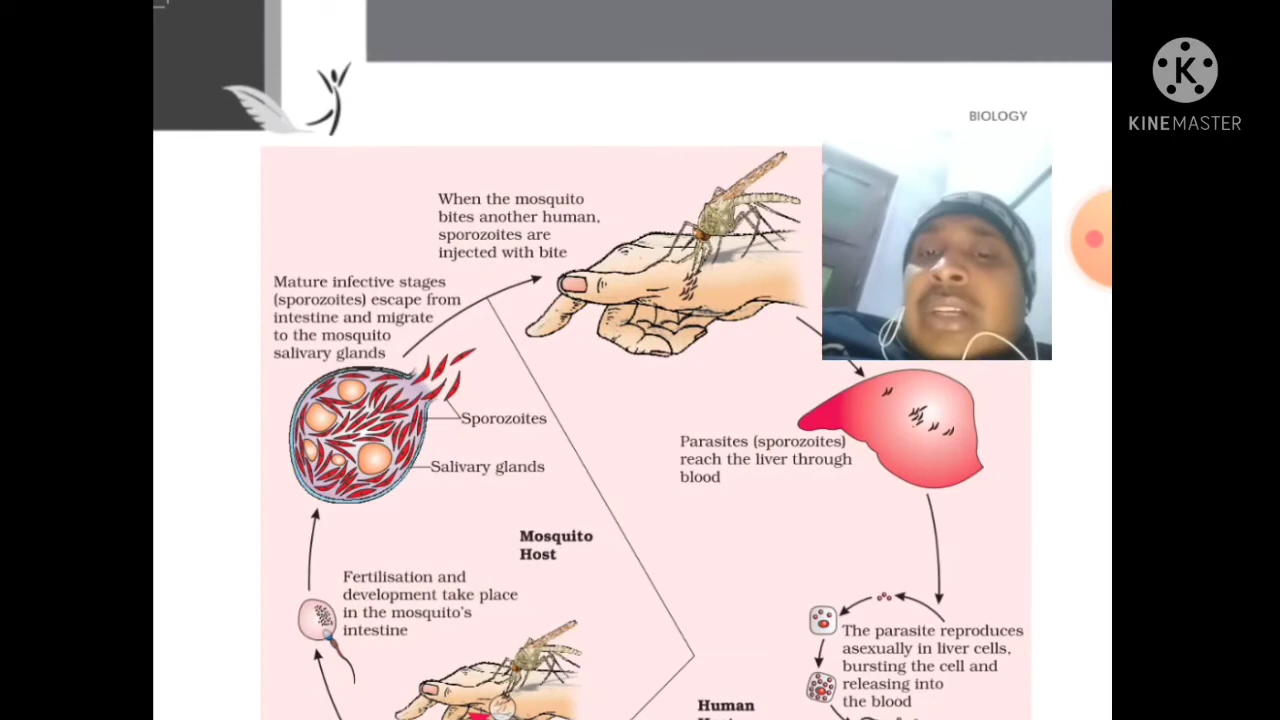 K
KINEMASTER
BIOLOGY
When the mosquito
bites another human,
sporozoites are
injected with bite
Mature infective stages
(sporozoites) escape from
intestine and migrate
to the mosquito
salivary glands
Sporozoites
Salivary glands
Parasites (sporozoites)
reach the liver through
blood
Mosquito
Host
Fertilisation and
development take place
in the mosquito's
intestine
The parasite reproduces
asexually in liver cells,
bursting the cell and
releasing into
the blood
Human